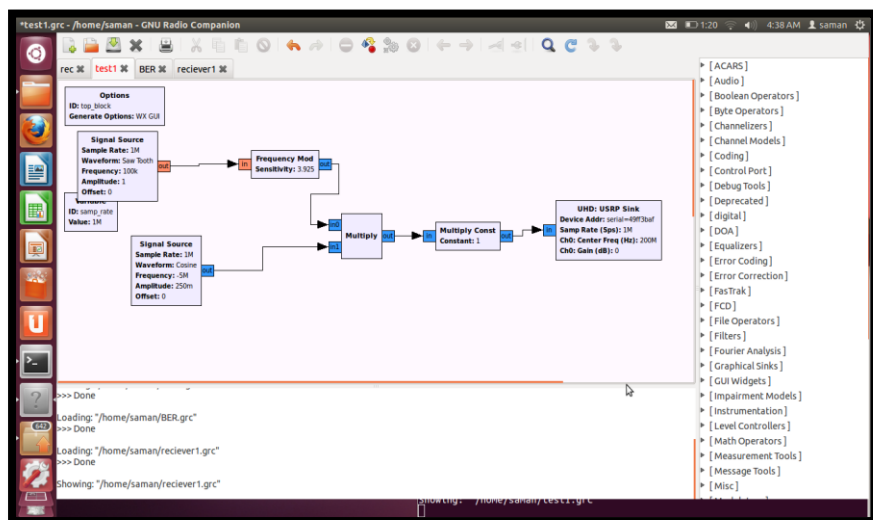 *test1.grc - /home/saman - GNU Radio Companion
1:20
4:38 AM
saman
rec
test1
BER
reciever1
Options
ID: top_block
Generate Options: WX GUI
Signal Source
Sample Rate: 1M
Waveform: Saw Tooth
Frequency: 100k
Amplitude: 1
Offset: 0
out
Variable
ID: samp_rate
Value: 1M
in
Frequency Mod
Sensitivity: 3.925
out
Signal Source
Sample Rate: 1M
Waveform: Cosine
Frequency: -5M
Amplitude: 250m
Offset: 0
out
in0
in1
Multiply
out
in
Multiply Const
Constant: 1
out
in
UHD: USRP Sink
Device Addr: serial=49ff3baf
Samp Rate (Sps): 1M
Ch0: Center Freq (Hz): 200M
Ch0: Gain (dB): 0
[ACARS]
[Audio]
[Boolean Operators]
[Byte Operators]
[Channelizers]
[Channel Models]
[Coding]
[Control Port]
[Debug Tools]
[Deprecated]
[digital]
[DOA]
[Equalizers]
[Error Coding]
[Error Correction]
[FasTrak]
[FCD]
[File Operators]
[Filters]
[Fourier Analysis]
[Graphical Sinks]
[GUI Widgets]
[Impairment Models]
[Instrumentation]
[Level Controllers]
[Math Operators]
[Measurement Tools]
[Message Tools]
[Misc]
>>> Done
Loading: "/home/saman/BER.grc"
>>> Done
Loading: "/home/saman/reciever1.grc"
>>> Done
Showing: "/home/saman/reciever1.grc"
Showing: "/home/saman/test1.grc"
642